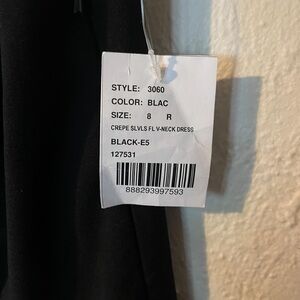 STYLE: 3060
COLOR: BLAC
SIZE: 8 R
CREPE SLVLS FL V-NECK DRESS
BLACK-E5
127531
888293997593